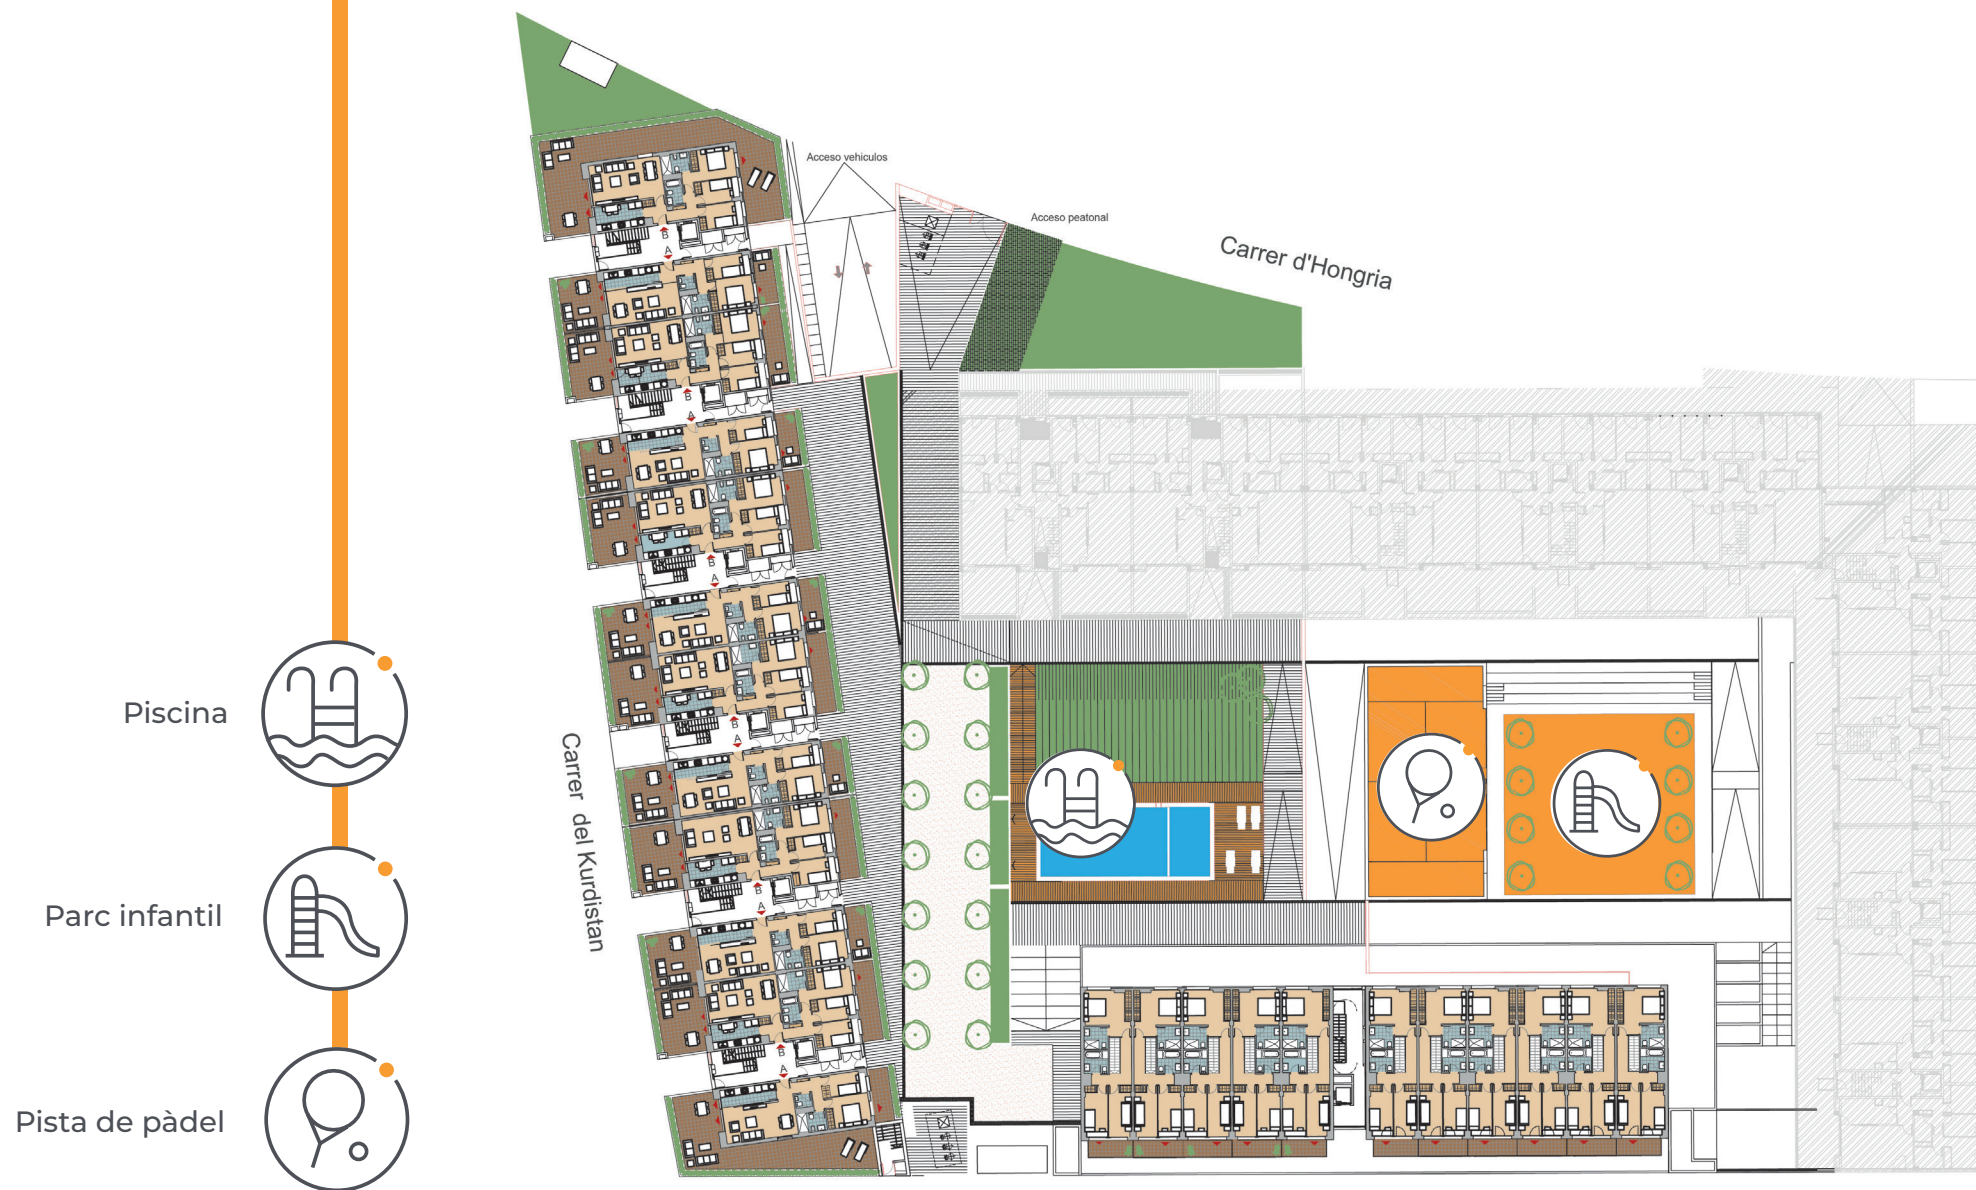 Acceso vehiculos
Acceso peatonal
Carrer d'Hongria
B
A
B
A
B
A
B
A
B
A
B
A
Carrer del Kurdistan
Piscina
Parc infantil
Pista de pàdel